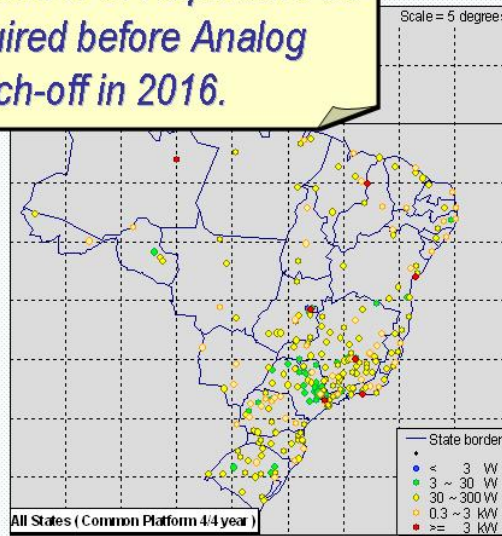 uired before Analog
ch-off in 2016.
Scale = 5 degrees
State border
< 3 W
3 ~ 30 W
30 ~ 300 W
0.3 ~ 3 kW
>= 3 kW
All States ( Common Platform 4/4 year )